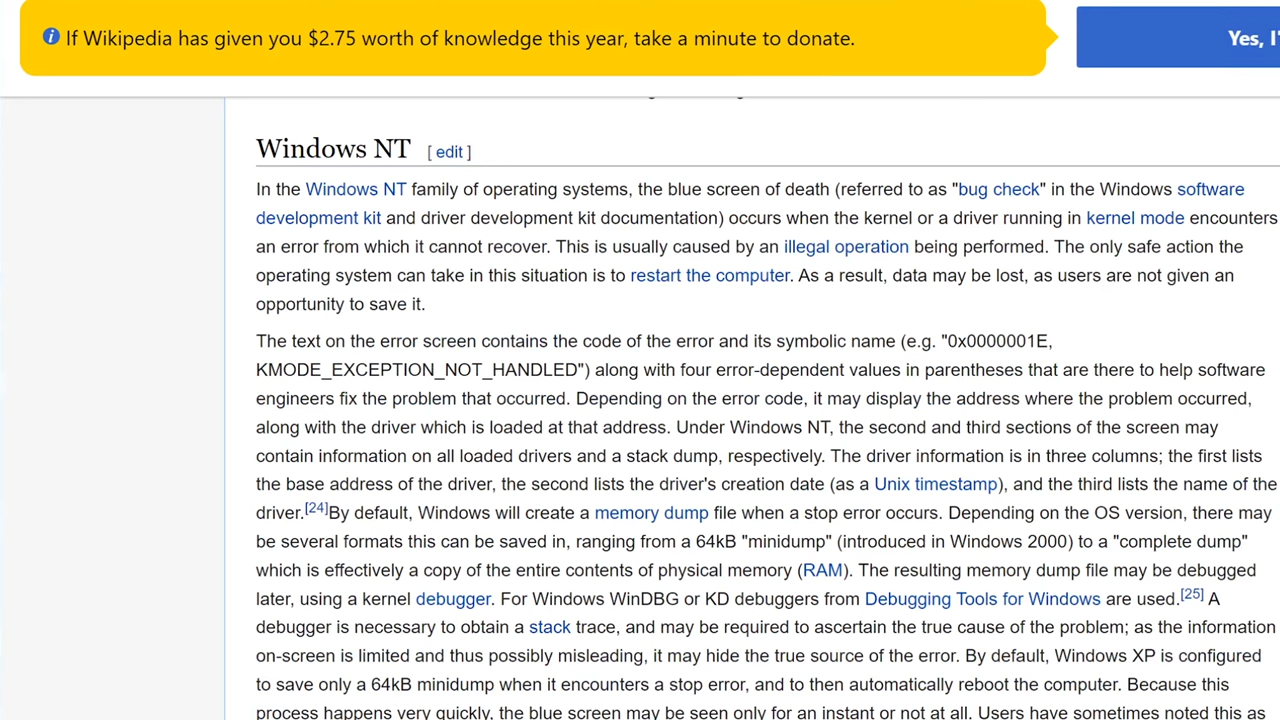 If Wikipedia has given you $2.75 worth of knowledge this year, take a minute to donate.
Yes, I'
Windows NT [ edit ]
In the Windows NT family of operating systems, the blue screen of death (referred to as "bug check" in the Windows software
development kit and driver development kit documentation) occurs when the kernel or a driver running in kernel mode encounters
an error from which it cannot recover. This is usually caused by an illegal operation being performed. The only safe action the
operating system can take in this situation is to restart the computer. As a result, data may be lost, as users are not given an
opportunity to save it.
The text on the error screen contains the code of the error and its symbolic name (e.g. "0x0000001E,
KMODE_EXCEPTION_NOT_HANDLED") along with four error-dependent values in parentheses that are there to help software
engineers fix the problem that occurred. Depending on the error code, it may display the address where the problem occurred,
along with the driver which is loaded at that address. Under Windows NT, the second and third sections of the screen may
contain information on all loaded drivers and a stack dump, respectively. The driver information is in three columns; the first lists
the base address of the driver, the second lists the driver's creation date (as a Unix timestamp), and the third lists the name of the
driver.[24]By default, Windows will create a memory dump file when a stop error occurs. Depending on the OS version, there may
be several formats this can be saved in, ranging from a 64kB "minidump" (introduced in Windows 2000) to a "complete dump"
which is effectively a copy of the entire contents of physical memory (RAM). The resulting memory dump file may be debugged
later, using a kernel debugger. For Windows WinDBG or KD debuggers from Debugging Tools for Windows are used.[25] A
debugger is necessary to obtain a stack trace, and may be required to ascertain the true cause of the problem; as the information
on-screen is limited and thus possibly misleading, it may hide the true source of the error. By default, Windows XP is configured
to save only a 64kB minidump when it encounters a stop error, and to then automatically reboot the computer. Because this
process happens very quickly, the blue screen may be seen only for an instant or not at all. Users have sometimes noted this as